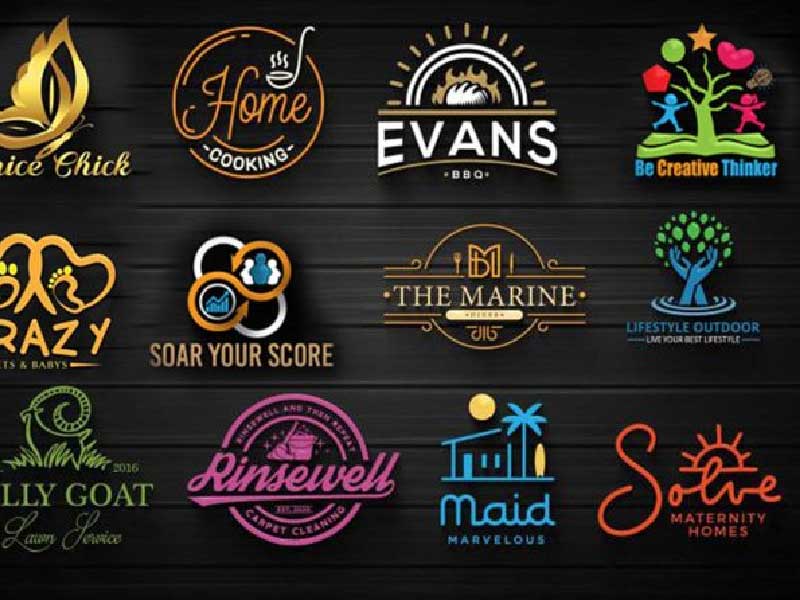 Chick
Home
COOKING
EVANS
BBQ
Be Creative Thinker
RAZY
TS & BABYS
SOAR YOUR SCORE
BM
THE MARINE
LIFESTYLE OUTDOOR
LIVE YOUR BEST LIFESTYLE
2016
LLY GOAT
Lawn Service
RINSEWELL AND THEN REPEAT
Rinsewell
CARPET CLEANING
Maid
MARVELOUS
Solve
MATERNITY
HOMES